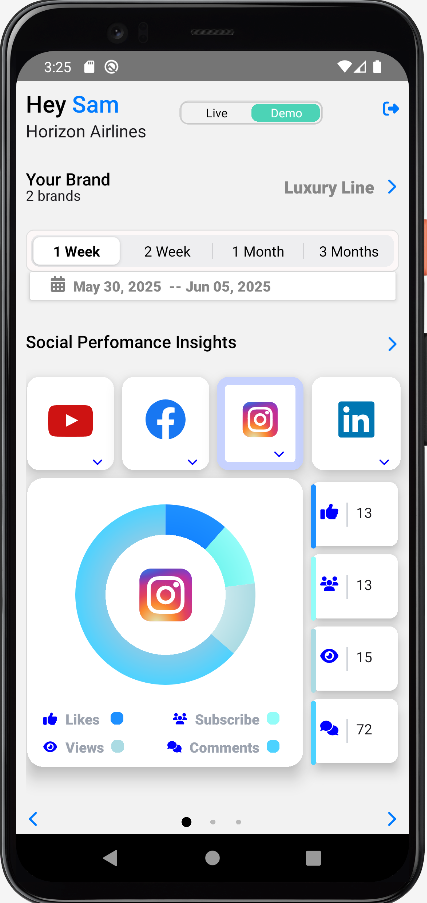 3:25
Hey Sam
Horizon Airlines
Live
Demo
Your Brand
2 brands
Luxury Line
1 Week
2 Week
1 Month
3 Months
May 30, 2025 -- Jun 05, 2025
Social Perfomance Insights
in
13
13
15
72
Likes
Subscribe
Views
Comments